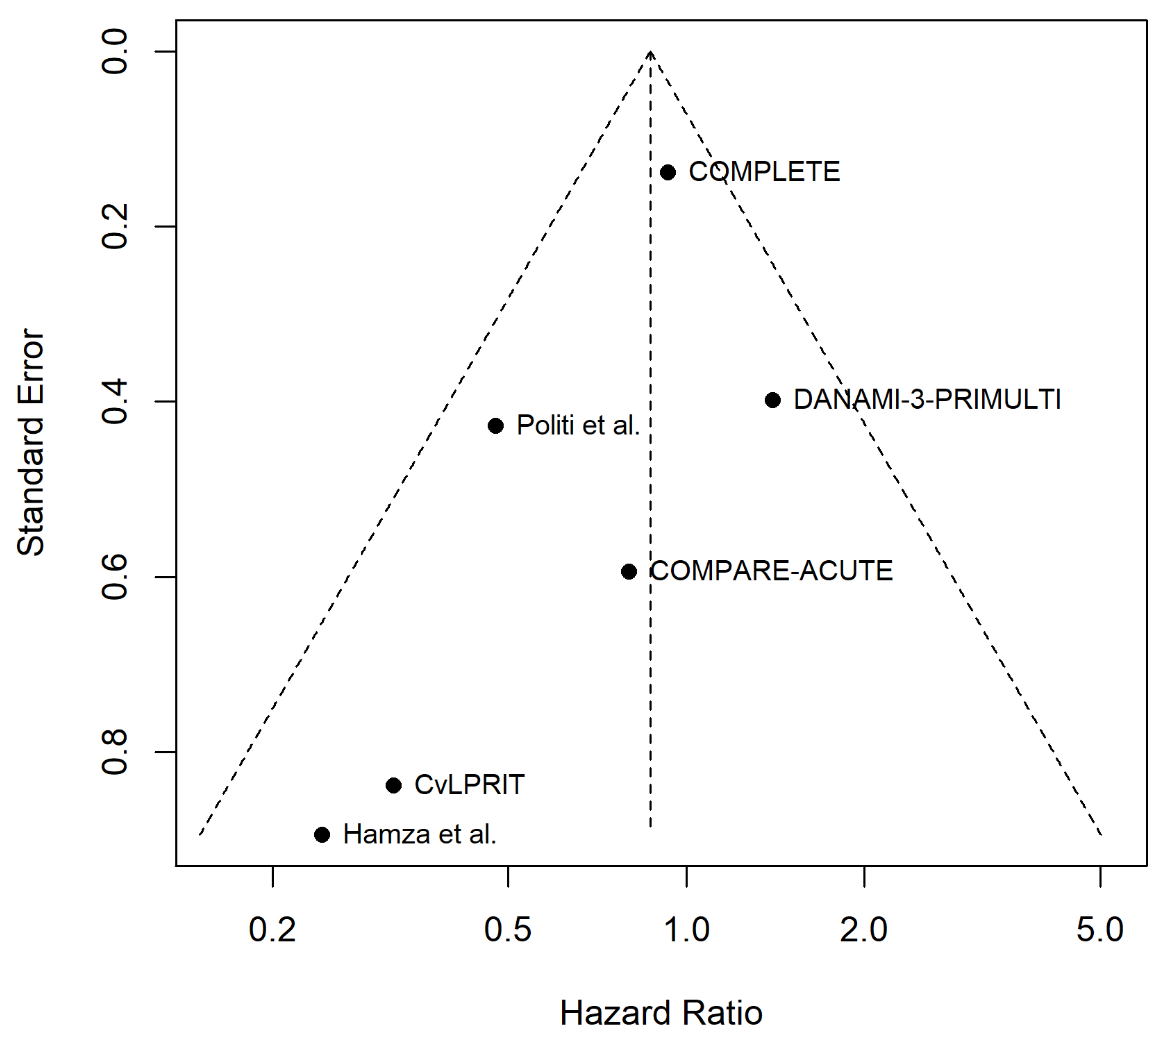 0.0
COMPLETE
0.2
DANAMI-3-PRIMULTI
0.4
Politi et al.
Standard Error
COMPARE-ACUTE
0.6
0.8
CvLPRIT
Hamza et al.
0.2 0.5 1.0 2.0 5.0
Hazard Ratio